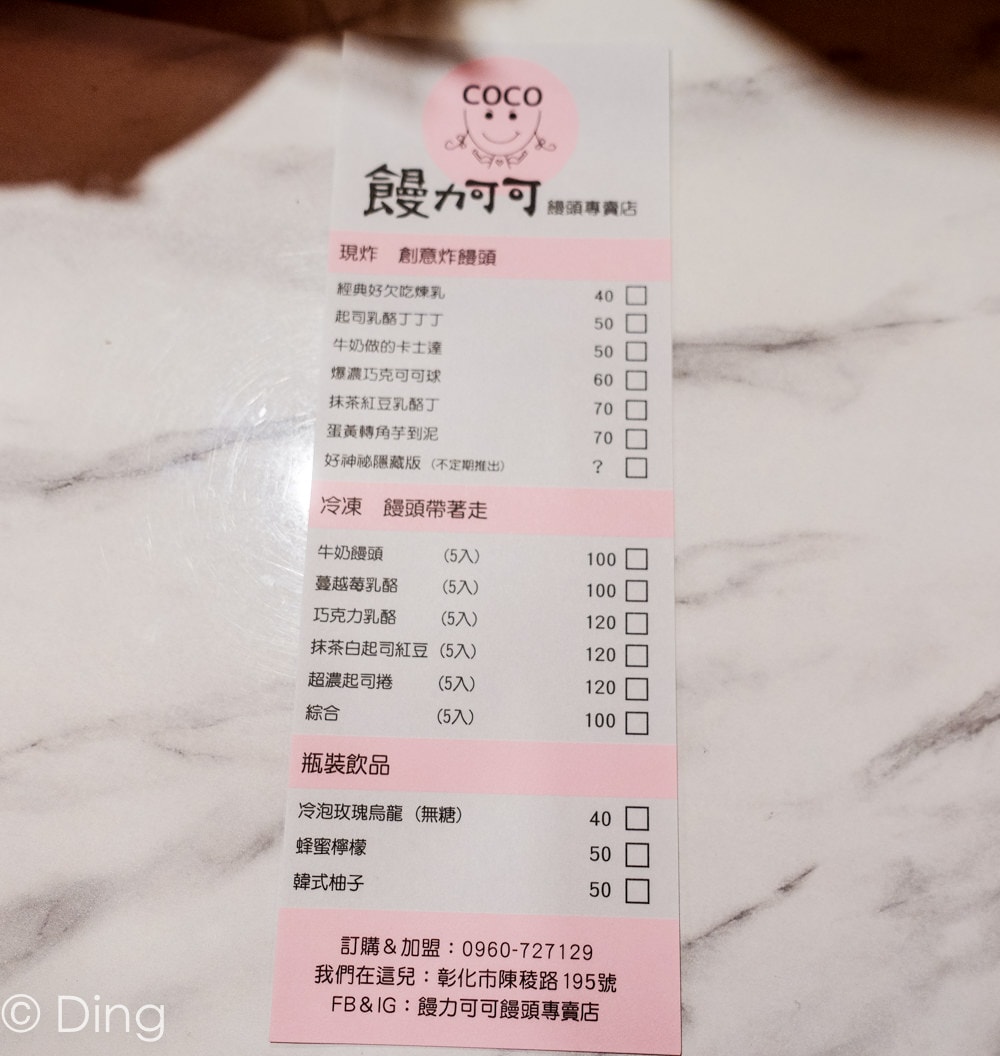 COCO
饅力可可 饅頭專賣店
現炸 創意炸饅頭
經典好欠吃煉乳 40
起司乳酪丁丁丁 50
牛奶做的卡士達 50
爆濃巧克可可球 60
抹茶紅豆乳酪丁 70
蛋黃轉角芋到泥 70
好神祕隱藏版 (不定期推出) ?
冷凍 饅頭帶著走
牛奶饅頭 (5入) 100
蔓越莓乳酪 (5入) 100
巧克力乳酪 (5入) 120
抹茶白起司紅豆 (5入) 120
超濃起司捲 (5入) 120
綜合 (5入) 100
瓶裝飲品
冷泡玫瑰烏龍 (無糖) 40
蜂蜜檸檬 50
韓式柚子 50
訂購&加盟:0960-727129
我們在這兒:彰化市陳稜路195號
FB&IG:饅力可可饅頭專賣店
© Ding